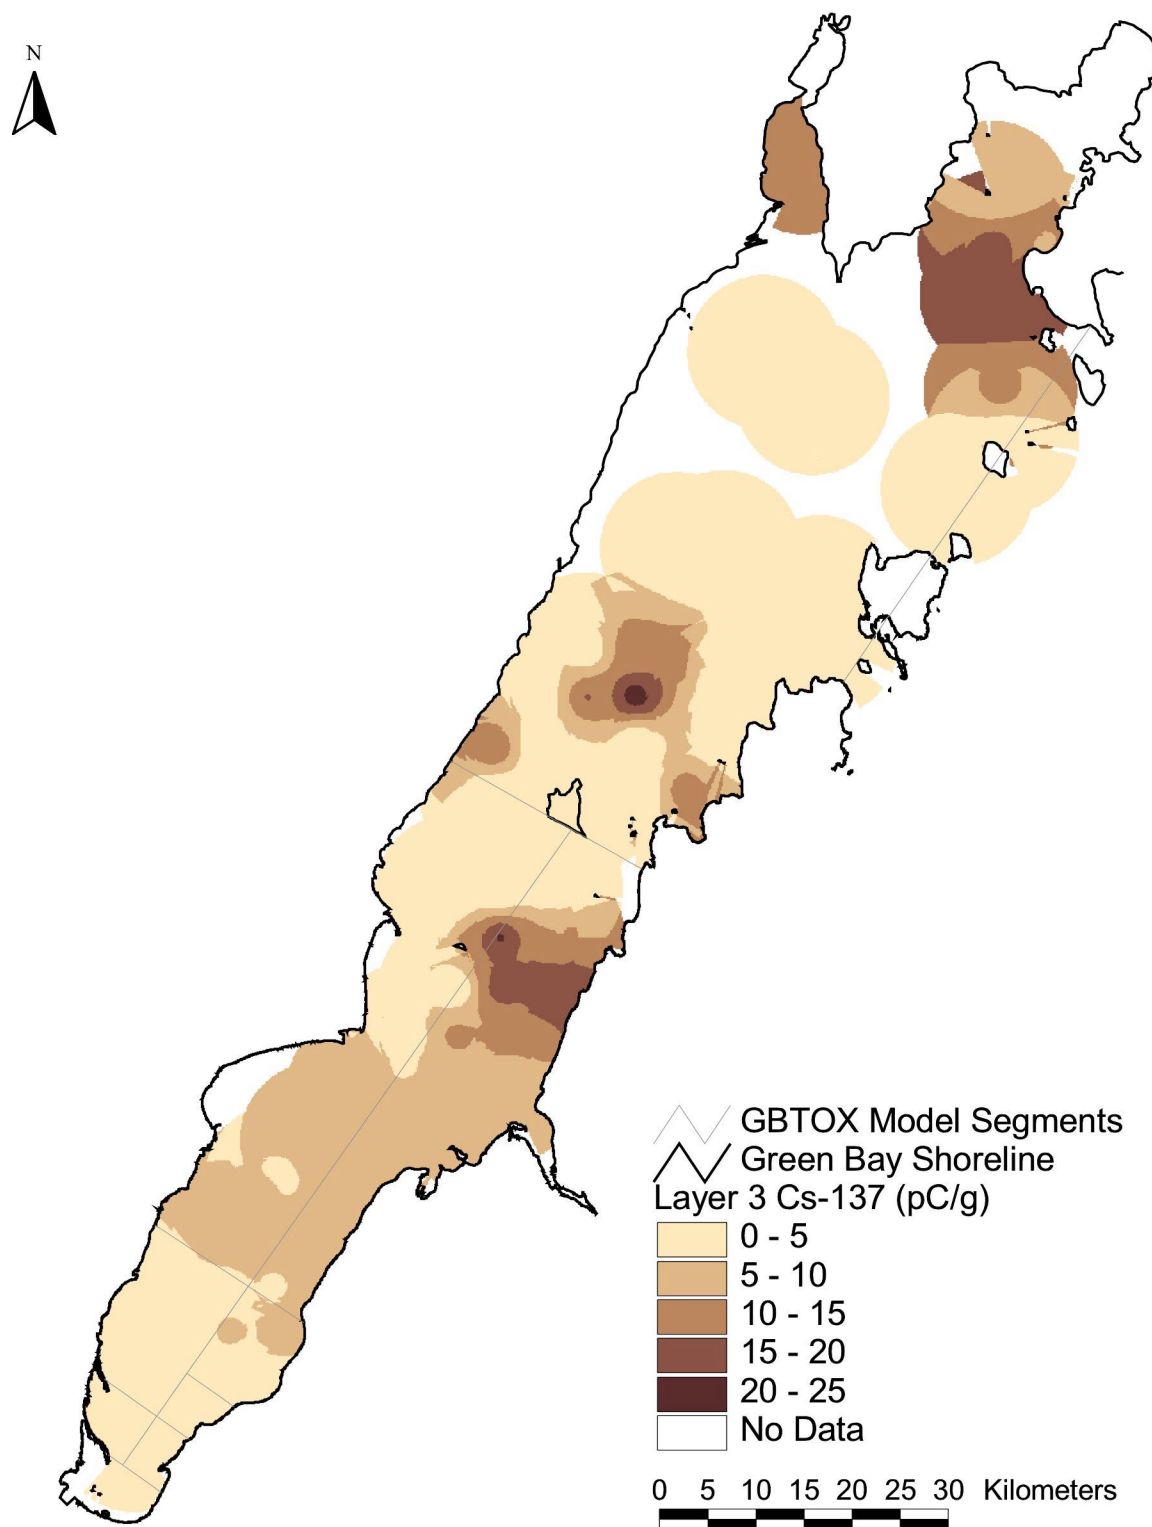 N
GBTOX Model Segments
Green Bay Shoreline
Layer 3 Cs-137 (pC/g)
0 - 5
5 - 10
10 - 15
15 - 20
20 - 25
No Data
0 5 10 15 20 25 30 Kilometers